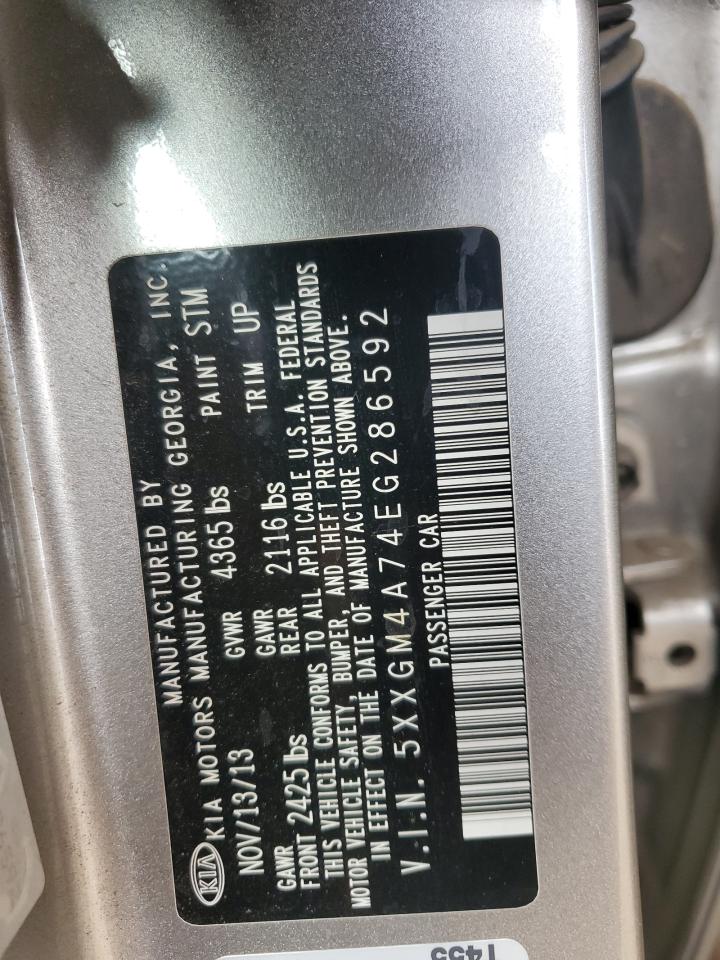 MANUFACTURED BY
KIA KIA MOTORS MANUFACTURING GEORGIA, INC.
NOV/13/13 GVWR 4365 lbs PAINT STM
GAWR GAWR
FRONT 2425 lbs REAR 2116 lbs TRIM UP
THIS VEHICLE CONFORMS TO ALL APPLICABLE U.S.A. FEDERAL
MOTOR VEHICLE SAFETY, BUMPER, AND THEFT PREVENTION STANDARDS
IN EFFECT ON THE DATE OF MANUFACTURE SHOWN ABOVE.
V.I.N. 5XXGM4A74EG286592
PASSENGER CAR